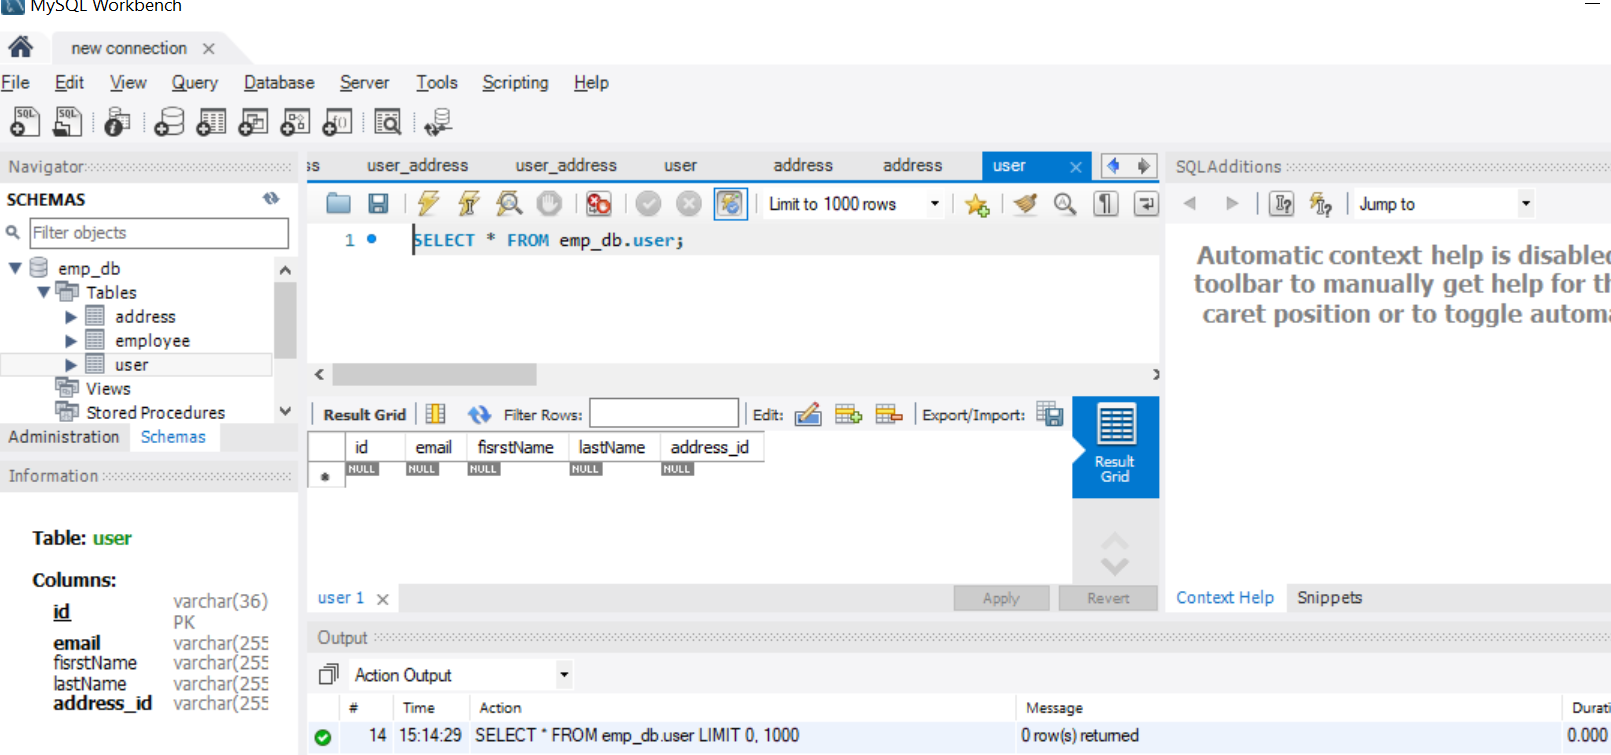 MySQL Workbench
new connection
File Edit View Query Database Server Tools Scripting Help
Navigator
SCHEMAS
Filter objects
emp_db
Tables
address
employee
user
Views
Stored Procedures
Administration Schemas
Information
Table: user
Columns:
id varchar(36)
PK
email varchar(255
fisrstName varchar(255
lastName varchar(255
address_id varchar(255
ss user_address user_address user address address user
Limit to 1000 rows
1 SELECT * FROM emp_db.user;
Result Grid Filter Rows: Edit: Export/Import:
id email fisrstName lastName address_id
NULL NULL NULL NULL NULL
Result
Grid
user 1 Apply Revert
SQLAdditions
Jump to
Automatic context help is disabled
toolbar to manually get help for th
caret position or to toggle automa
Context Help Snippets
Output
Action Output
# Time Action Message Durati
14 15:14:29 SELECT * FROM emp_db.user LIMIT 0, 1000 0 row(s) returned 0.000